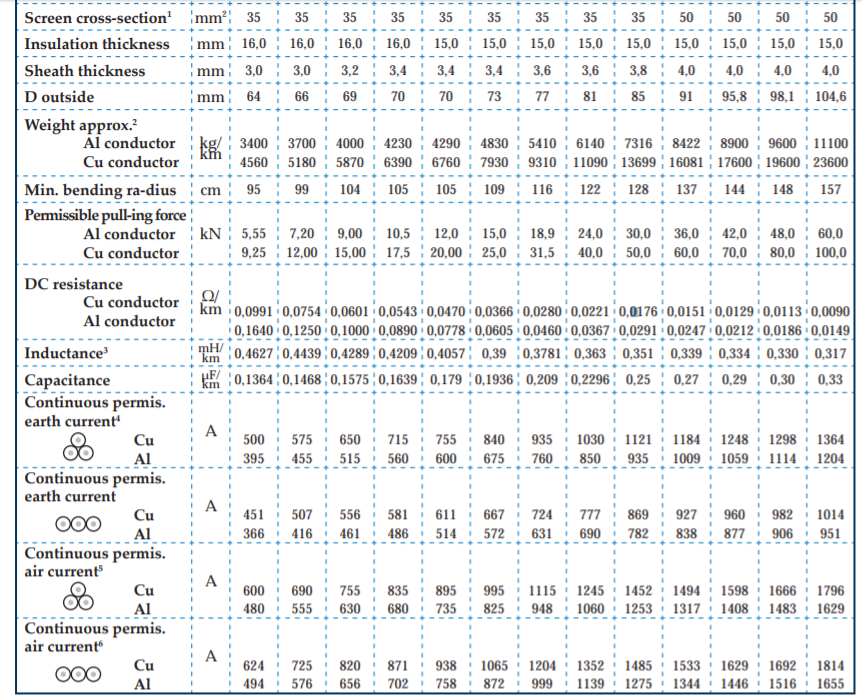 Screen cross-section¹ mm² 35 35 35 35 35 35 35 35 35 50 50 50 50
Insulation thickness mm 16,0 16,0 16,0 16,0 15,0 15,0 15,0 15,0 15,0 15,0 15,0 15,0 15,0
Sheath thickness mm 3,0 3,0 3,2 3,4 3,4 3,4 3,6 3,6 3,8 4,0 4,0 4,0 4,0
D outside mm 64 66 69 70 70 73 77 81 85 91 95,8 98,1 104,6
Weight approx.²
Al conductor kg/ 3400 3700 4000 4230 4290 4830 5410 6140 7316 8422 8900 9600 11100
Cu conductor km 4560 5180 5870 6390 6760 7930 9310 11090 13699 16081 17600 19600 23600
Min. bending ra-dius cm 95 99 104 105 105 109 116 122 128 137 144 148 157
Permissible pull-ing force
Al conductor kN 5,55 7,20 9,00 10,5 12,0 15,0 18,9 24,0 30,0 36,0 42,0 48,0 60,0
Cu conductor 9,25 12,00 15,00 17,5 20,00 25,0 31,5 40,0 50,0 60,0 70,0 80,0 100,0
DC resistance
Cu conductor Ω/ km 0,0991 0,0754 0,0601 0,0543 0,0470 0,0366 0,0280 0,0221 0,0176 0,0151 0,0129 0,0113 0,0090
Al conductor 0,1640 0,1250 0,1000 0,0890 0,0778 0,0605 0,0460 0,0367 0,0291 0,0247 0,0212 0,0186 0,0149
Inductance³ mH/ km 0,4627 0,4439 0,4289 0,4209 0,4057 0,39 0,3781 0,363 0,351 0,339 0,334 0,330 0,317
Capacitance µF/ km 0,1364 0,1468 0,1575 0,1639 0,179 0,1936 0,209 0,2296 0,25 0,27 0,29 0,30 0,33
Continuous permis.
earth current⁴
A
Cu 500 575 650 715 755 840 935 1030 1121 1184 1248 1298 1364
Al 395 455 515 560 600 675 760 850 935 1009 1059 1114 1204
Continuous permis.
earth current
A
Cu 451 507 556 581 611 667 724 777 869 927 960 982 1014
Al 366 416 461 486 514 572 631 690 782 838 877 906 951
Continuous permis.
air current⁵
A
Cu 600 690 755 835 895 995 1115 1245 1452 1494 1598 1666 1796
Al 480 555 630 680 735 825 948 1060 1253 1317 1408 1483 1629
Continuous permis.
air current⁶
A
Cu 624 725 820 871 938 1065 1204 1352 1485 1533 1629 1692 1814
Al 494 576 656 702 758 872 999 1139 1275 1344 1446 1516 1655